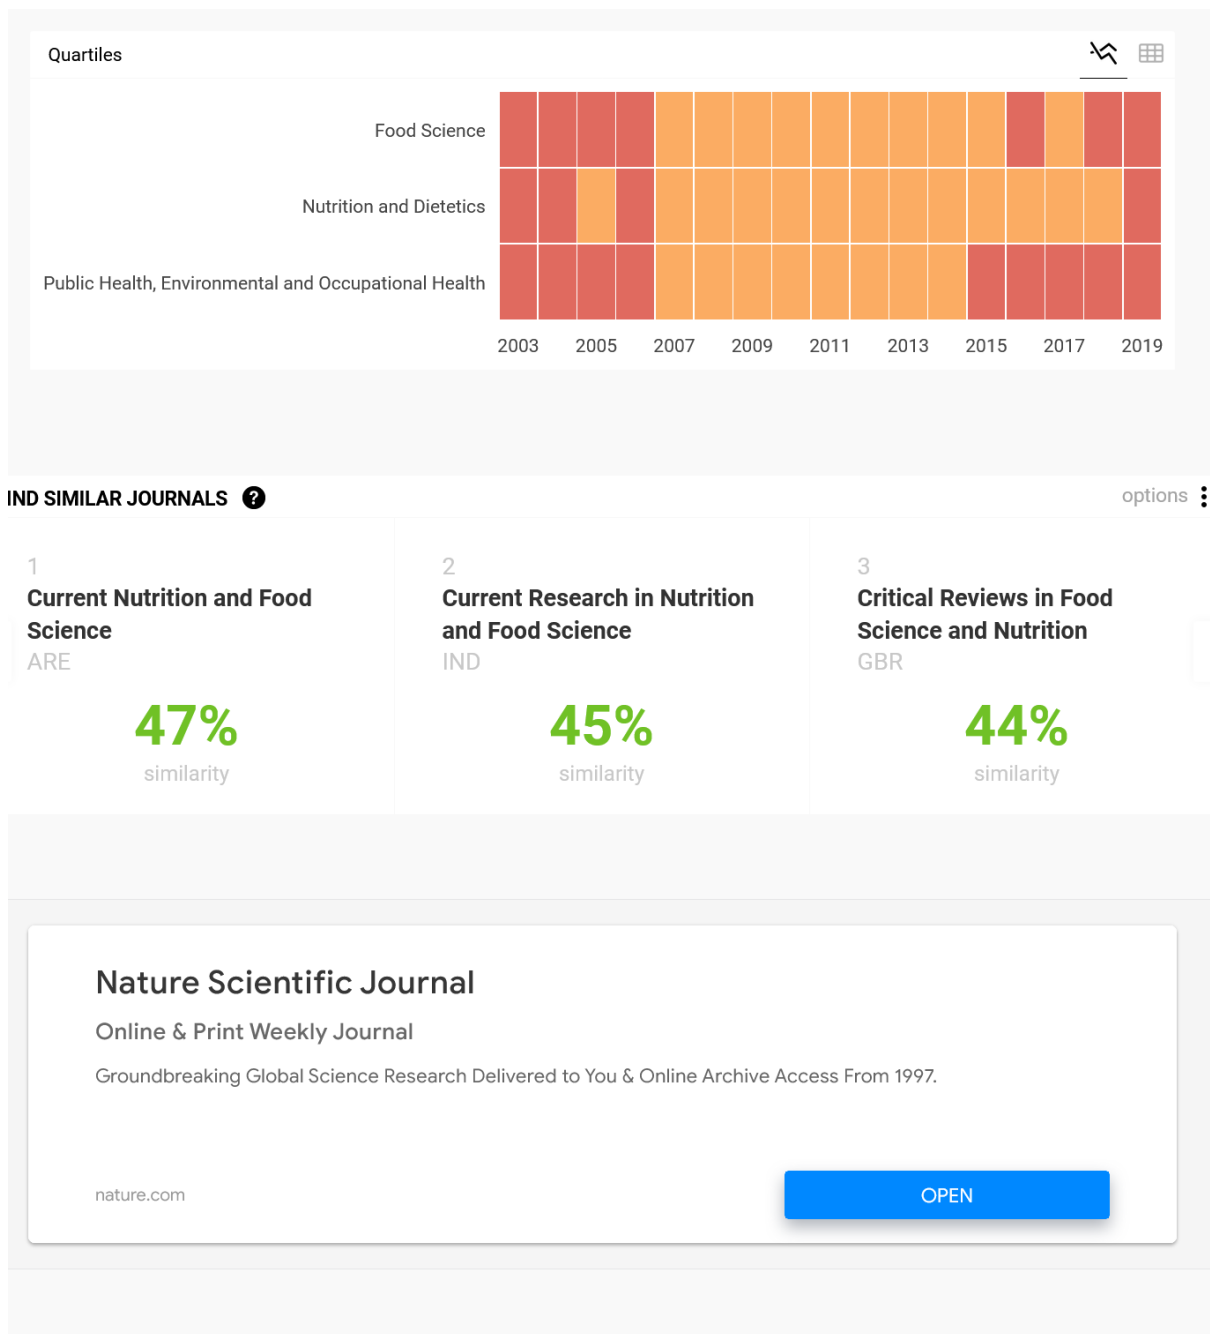 Quartiles
Food Science
Nutrition and Dietetics
Public Health, Environmental and Occupational Health
2003 2005 2007 2009 2011 2013 2015 2017 2019
IND SIMILAR JOURNALS ?
options
1
Current Nutrition and Food
Science
ARE
47%
similarity
2
Current Research in Nutrition
and Food Science
IND
45%
similarity
3
Critical Reviews in Food
Science and Nutrition
GBR
44%
similarity
Nature Scientific Journal
Online & Print Weekly Journal
Groundbreaking Global Science Research Delivered to You & Online Archive Access From 1997.
nature.com
OPEN